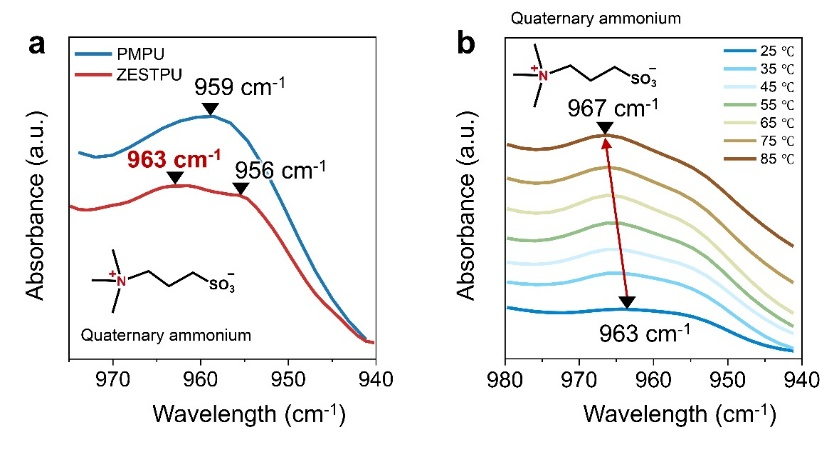 Quaternary ammonium
a
PMPU
ZESTPU
959 cm⁻¹
963 cm⁻¹
956 cm⁻¹
N⁺
SO₃⁻
Quaternary ammonium
Absorbance (a.u.)
970 960 950 940
Wavelength (cm⁻¹)
b
N⁺
SO₃⁻
25 ℃
35 ℃
45 ℃
55 ℃
65 ℃
75 ℃
85 ℃
967 cm⁻¹
963 cm⁻¹
Absorbance (a.u.)
980 970 960 950 940
Wavelength (cm⁻¹)